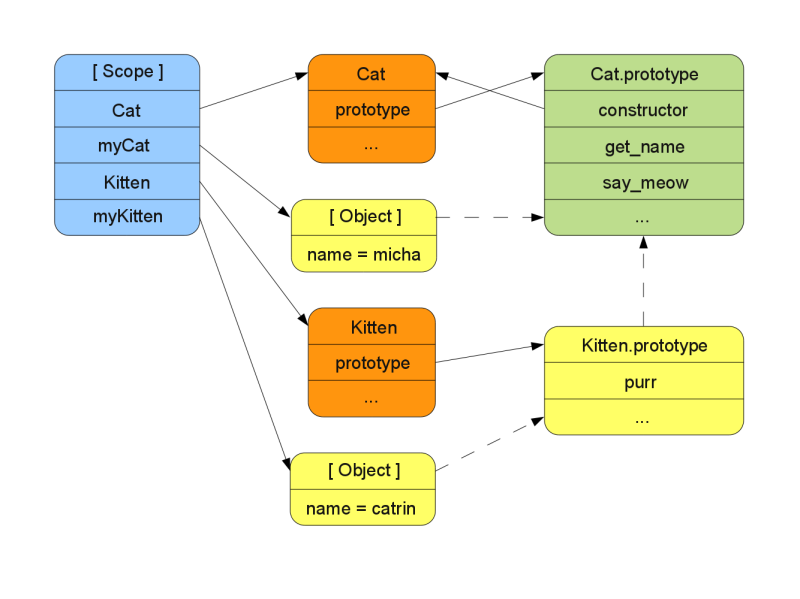 [ Scope ]
Cat
myCat
Kitten
myKitten
Cat
prototype
...
[ Object ]
name = micha
Kitten
prototype
...
[ Object ]
name = catrin
Cat.prototype
constructor
get_name
say_meow
...
Kitten.prototype
purr
...